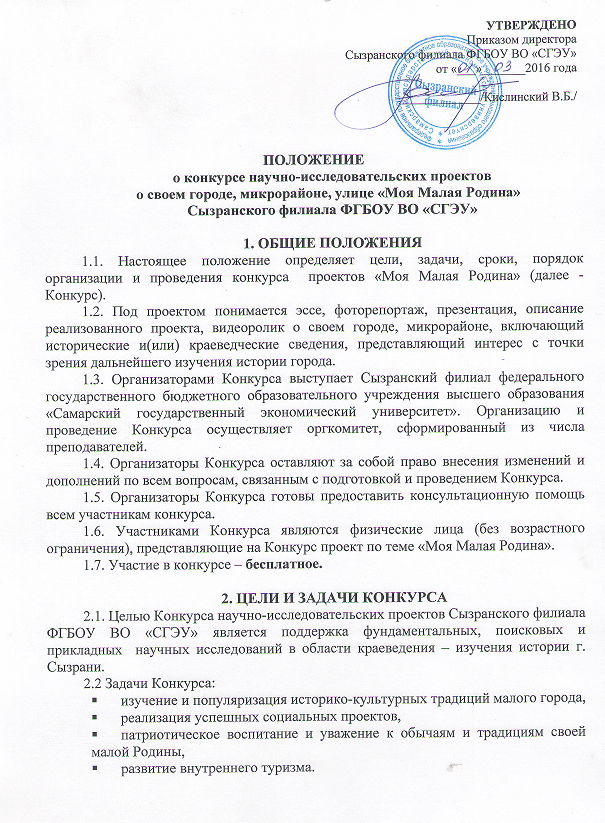 УТВЕРЖДЕНО
Приказом директора
Сызранского филиала ФГБОУ ВО «СГЭУ»
от «01» 03 2016 года
/Кислинский В.Б./
Сызранский
филиал
ПОЛОЖЕНИЕ
о конкурсе научно-исследовательских проектов
о своем городе, микрорайоне, улице «Моя Малая Родина»
Сызранского филиала ФГБОУ ВО «СГЭУ»
1. ОБЩИЕ ПОЛОЖЕНИЯ
1.1. Настоящее положение определяет цели, задачи, сроки, порядок
организации и проведения конкурса проектов «Моя Малая Родина» (далее -
Конкурс).
1.2. Под проектом понимается эссе, фоторепортаж, презентация, описание
реализованного проекта, видеоролик о своем городе, микрорайоне, включающий
исторические и(или) краеведческие сведения, представляющий интерес с точки
зрения дальнейшего изучения истории города.
1.3. Организаторами Конкурса выступает Сызранский филиал федерального
государственного бюджетного образовательного учреждения высшего образования
«Самарский государственный экономический университет». Организацию и
проведение Конкурса осуществляет оргкомитет, сформированный из числа
преподавателей.
1.4. Организаторы Конкурса оставляют за собой право внесения изменений и
дополнений по всем вопросам, связанным с подготовкой и проведением Конкурса.
1.5. Организаторы Конкурса готовы предоставить консультационную помощь
всем участникам конкурса.
1.6. Участниками Конкурса являются физические лица (без возрастного
ограничения), представляющие на Конкурс проект по теме «Моя Малая Родина».
1.7. Участие в конкурсе – бесплатное.
2. ЦЕЛИ И ЗАДАЧИ КОНКУРСА
2.1. Целью Конкурса научно-исследовательских проектов Сызранского филиала
ФГБОУ ВО «СГЭУ» является поддержка фундаментальных, поисковых и
прикладных научных исследований в области краеведения – изучения истории г.
Сызрани.
2.2 Задачи Конкурса:
▪ изучение и популяризация историко-культурных традиций малого города,
▪ реализация успешных социальных проектов,
▪ патриотическое воспитание и уважение к обычаям и традициям своей
малой Родины,
▪ развитие внутреннего туризма.